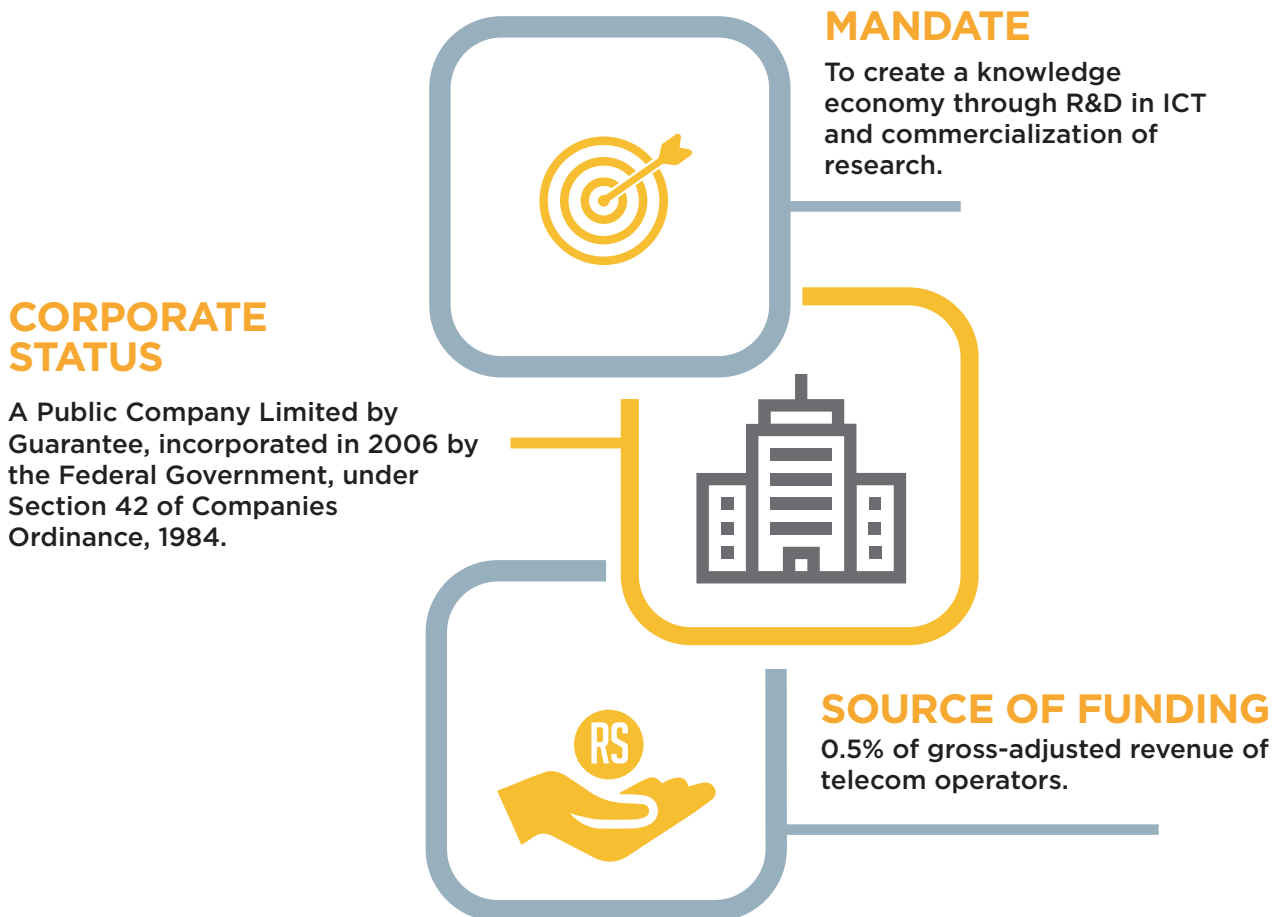 MANDATE
To create a knowledge
economy through R&D in ICT
and commercialization of
research.
CORPORATE
STATUS
A Public Company Limited by
Guarantee, incorporated in 2006 by
the Federal Government, under
Section 42 of Companies
Ordinance, 1984.
RS
SOURCE OF FUNDING
0.5% of gross-adjusted revenue of
telecom operators.